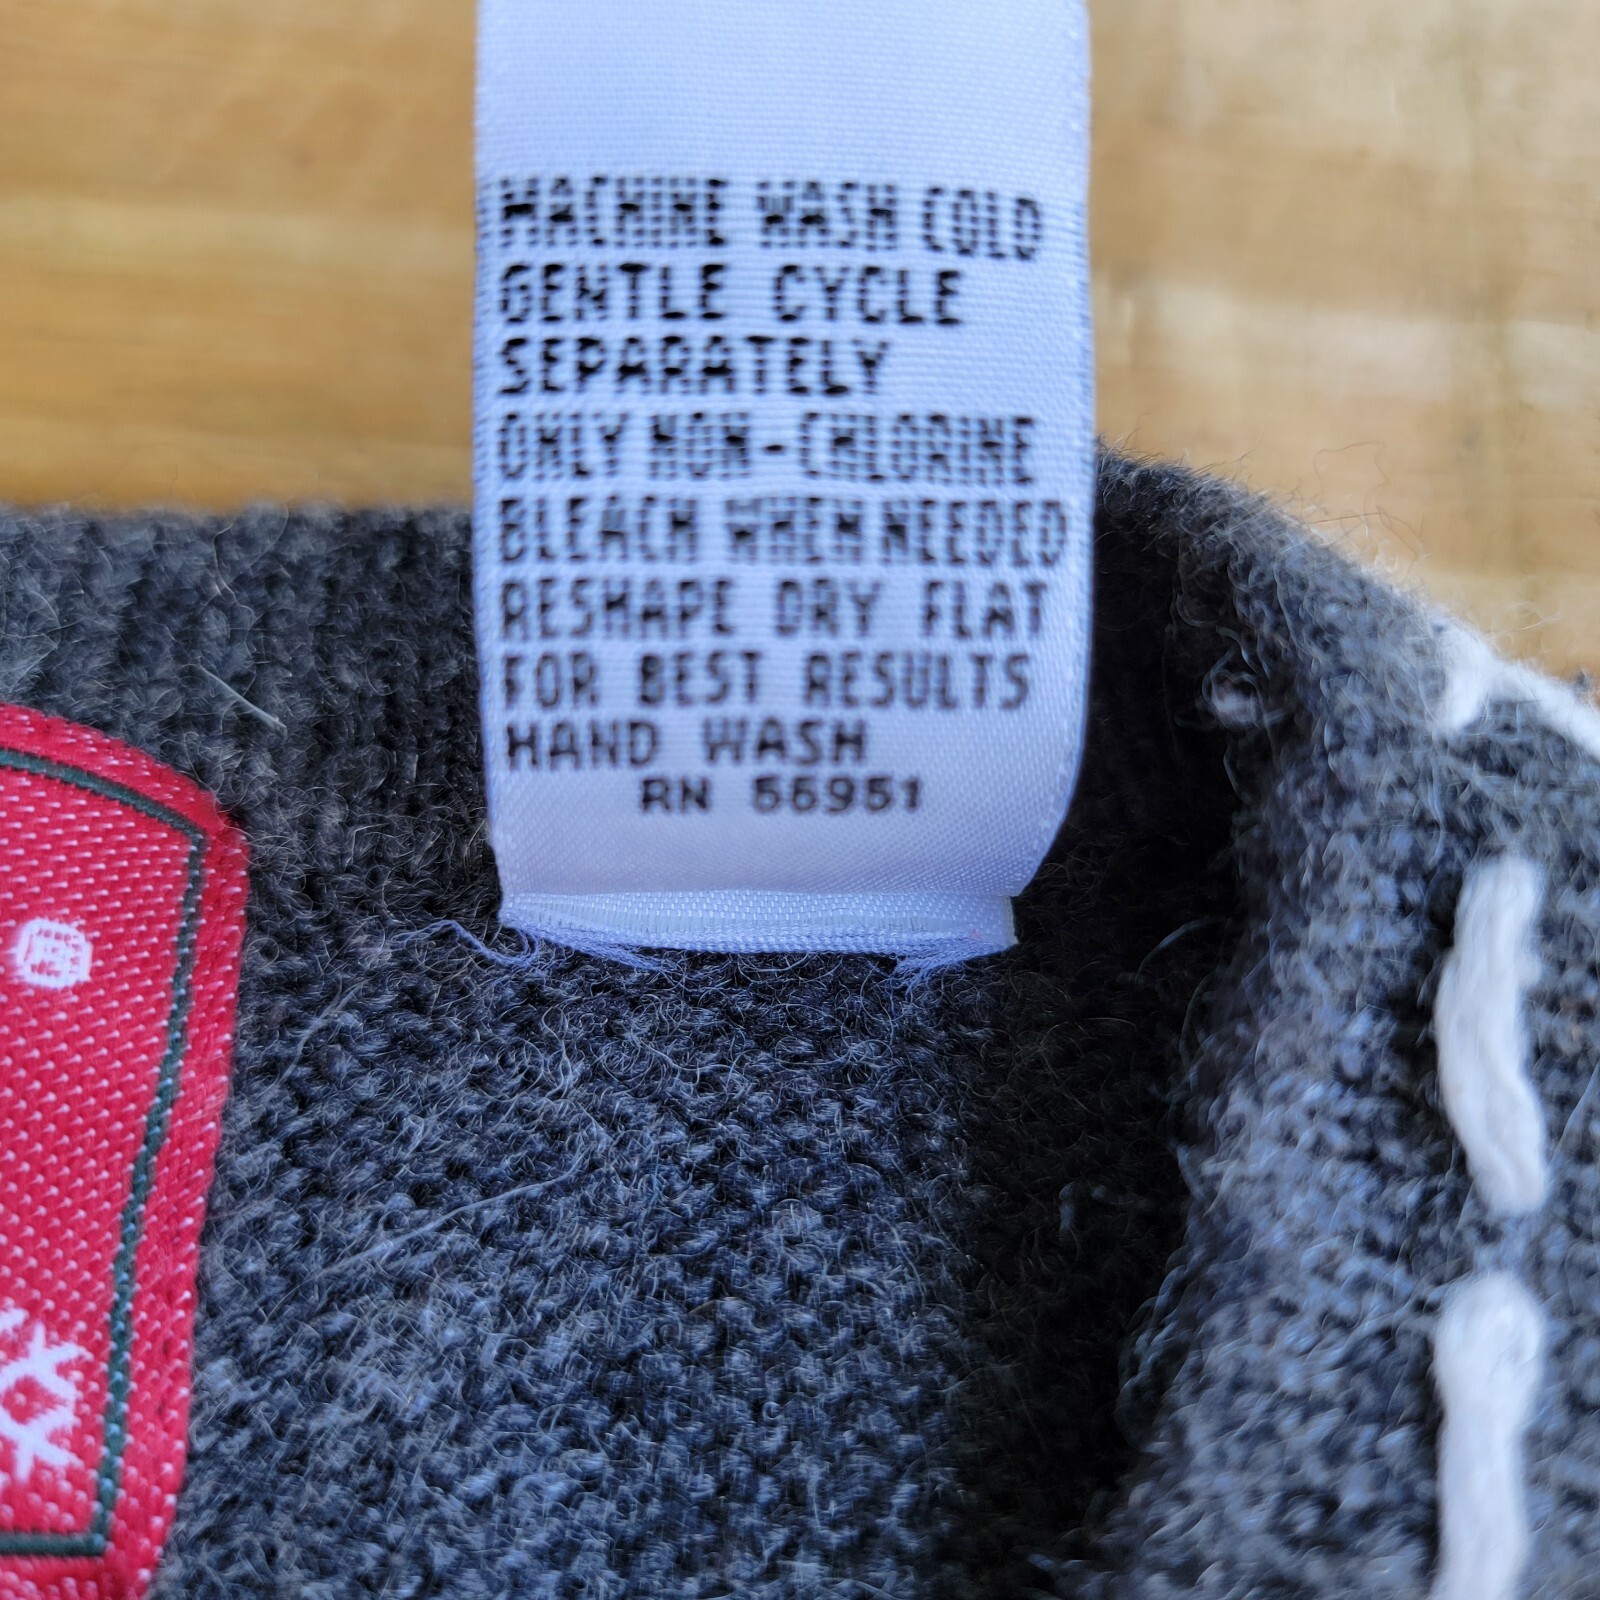 MACHINE WASH COLD
GENTLE CYCLE
SEPARATELY
ONLY NON-CHLORINE
BLEACH WHEN NEEDED
RESHAPE DRY FLAT
FOR BEST RESULTS
HAND WASH
RN 56951